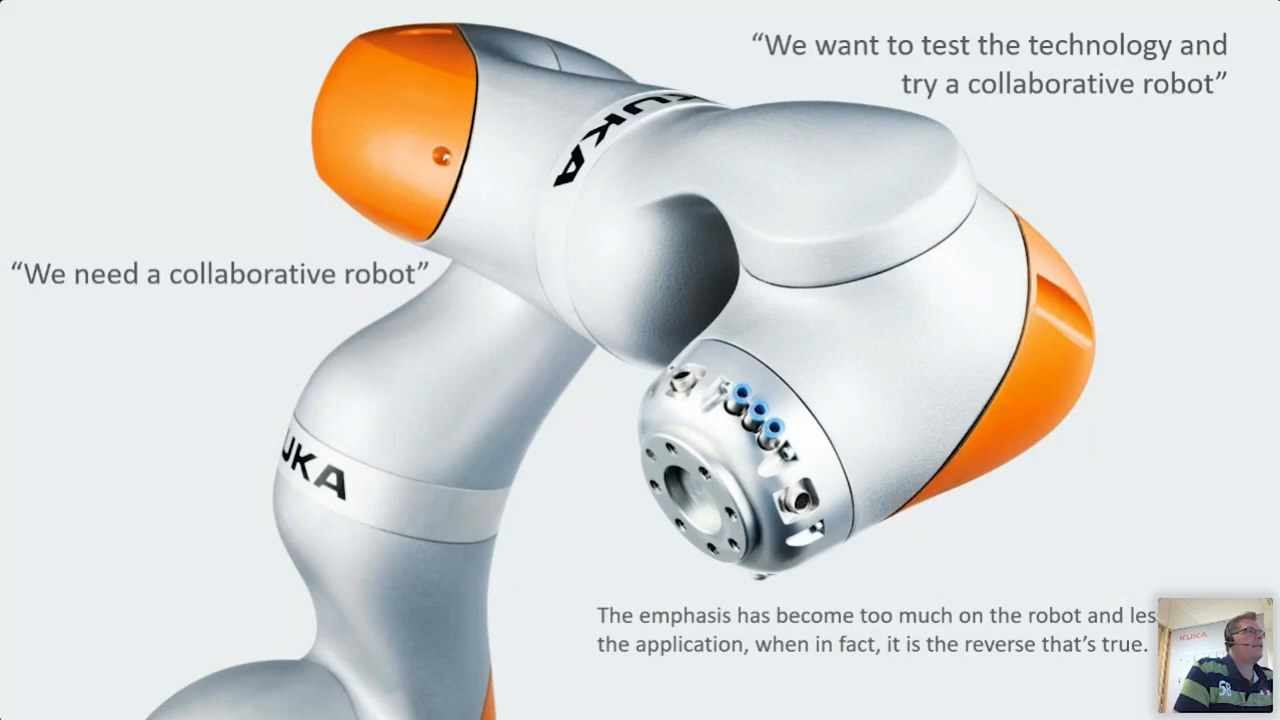 “We want to test the technology and
try a collaborative robot”
KUKA
“We need a collaborative robot”
UKA
The emphasis has become too much on the robot and les
the application, when in fact, it is the reverse that’s true.
KUKA
58